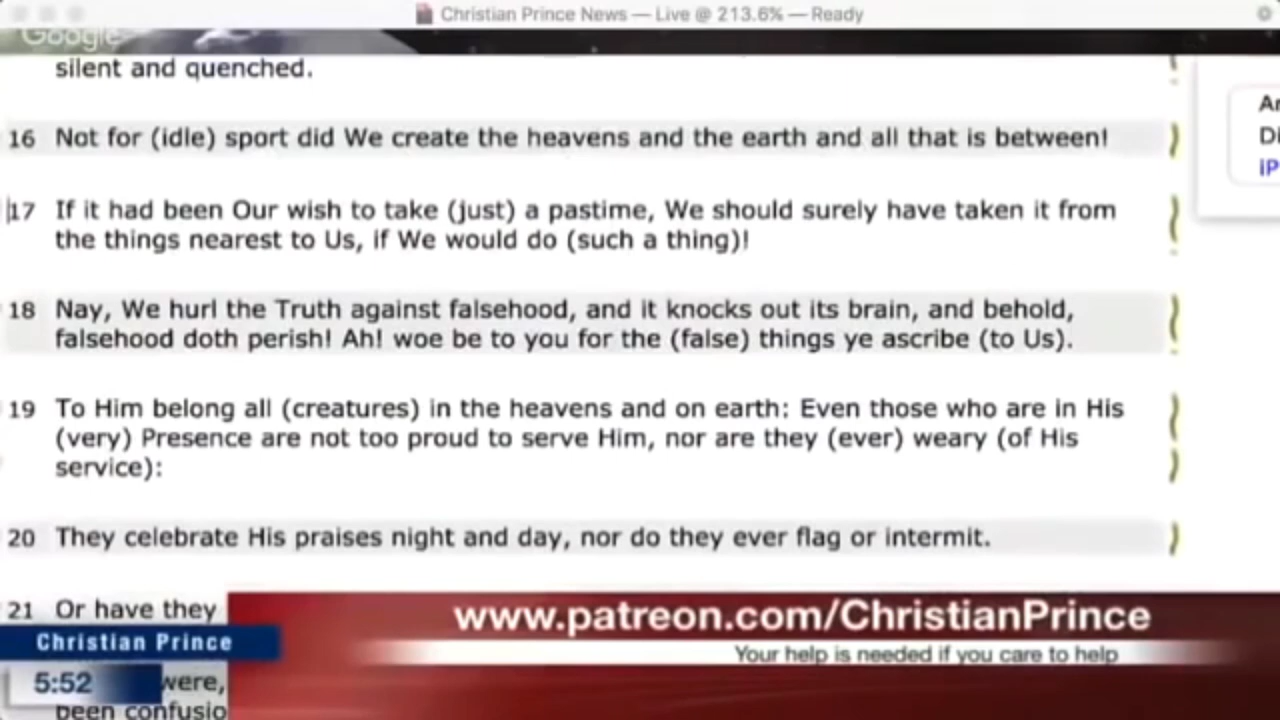 Christian Prince News — Live @ 213.6% — Ready
Google
silent and quenched.
16 Not for (idle) sport did We create the heavens and the earth and all that is between!
17 If it had been Our wish to take (just) a pastime, We should surely have taken it from
the things nearest to Us, if We would do (such a thing)!
18 Nay, We hurl the Truth against falsehood, and it knocks out its brain, and behold,
falsehood doth perish! Ah! woe be to you for the (false) things ye ascribe (to Us).
19 To Him belong all (creatures) in the heavens and on earth: Even those who are in His
(very) Presence are not too proud to serve Him, nor are they (ever) weary (of His
service):
20 They celebrate His praises night and day, nor do they ever flag or intermit.
21 Or have they
were,
been confusio
www.patreon.com/ChristianPrince
Your help is needed if you care to help
Christian Prince
5:52
iP